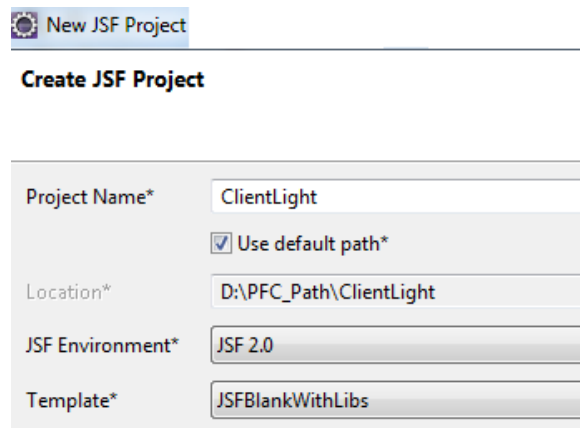 New JSF Project
Create JSF Project
Project Name* ClientLight
Use default path*
Location* D:\PFC_Path\ClientLight
JSF Environment* JSF 2.0
Template* JSFBlankWithLibs